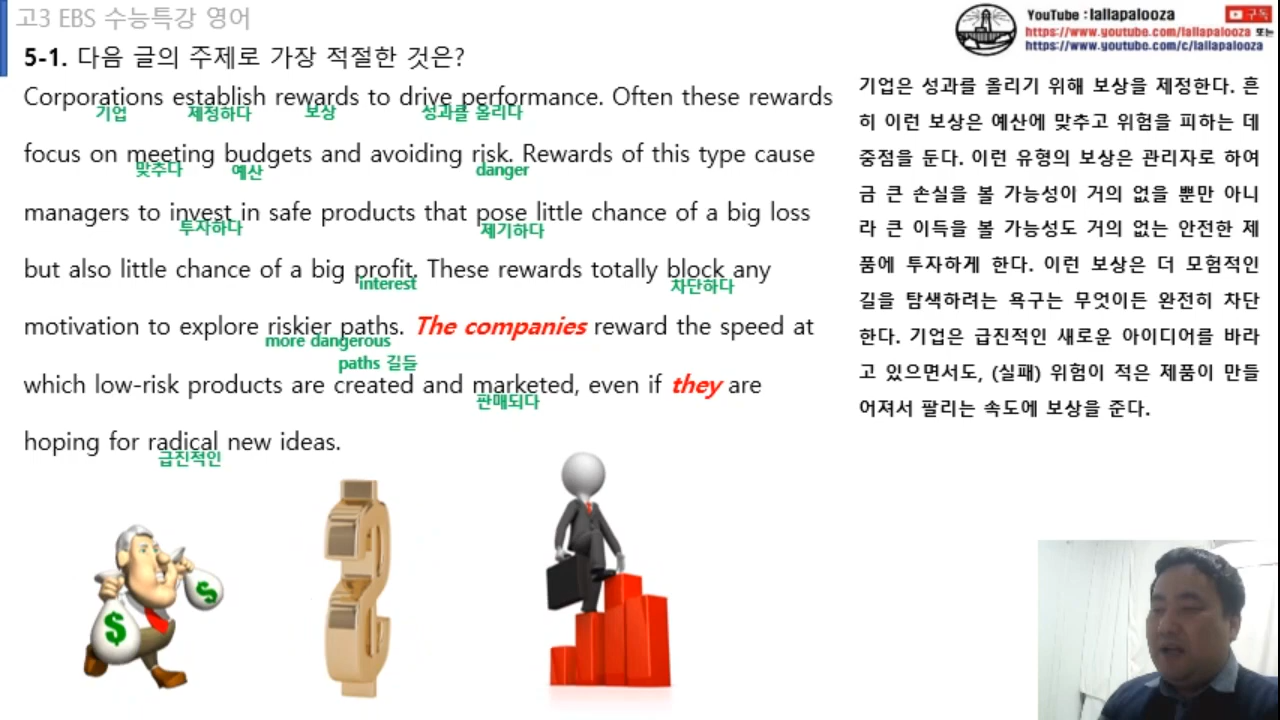 고3 EBS 수능특강 영어
YouTube : lallapalooza
구독
https://www.youtube.com/lallapalooza 또는
https://www.youtube.com/c/lallapalooza
5-1. 다음 글의 주제로 가장 적절한 것은?
Corporations establish rewards to drive performance. Often these rewards
기업 제정하다 보상 성과를 올리다
focus on meeting budgets and avoiding risk. Rewards of this type cause
맞추다 예산 danger
managers to invest in safe products that pose little chance of a big loss
투자하다 제기하다
but also little chance of a big profit. These rewards totally block any
interest 차단하다
motivation to explore riskier paths. The companies reward the speed at
more dangerous
paths 길들
which low-risk products are created and marketed, even if they are
판매되다
hoping for radical new ideas.
급진적인
기업은 성과를 올리기 위해 보상을 제정한다. 흔
히 이런 보상은 예산에 맞추고 위험을 피하는 데
중점을 둔다. 이런 유형의 보상은 관리자로 하여
금 큰 손실을 볼 가능성이 거의 없을 뿐만 아니
라 큰 이득을 볼 가능성도 거의 없는 안전한 제
품에 투자하게 한다. 이런 보상은 더 모험적인
길을 탐색하려는 욕구는 무엇이든 완전히 차단
한다. 기업은 급진적인 새로운 아이디어를 바라
고 있으면서도, (실패) 위험이 적은 제품이 만들
어져서 팔리는 속도에 보상을 준다.
$
$